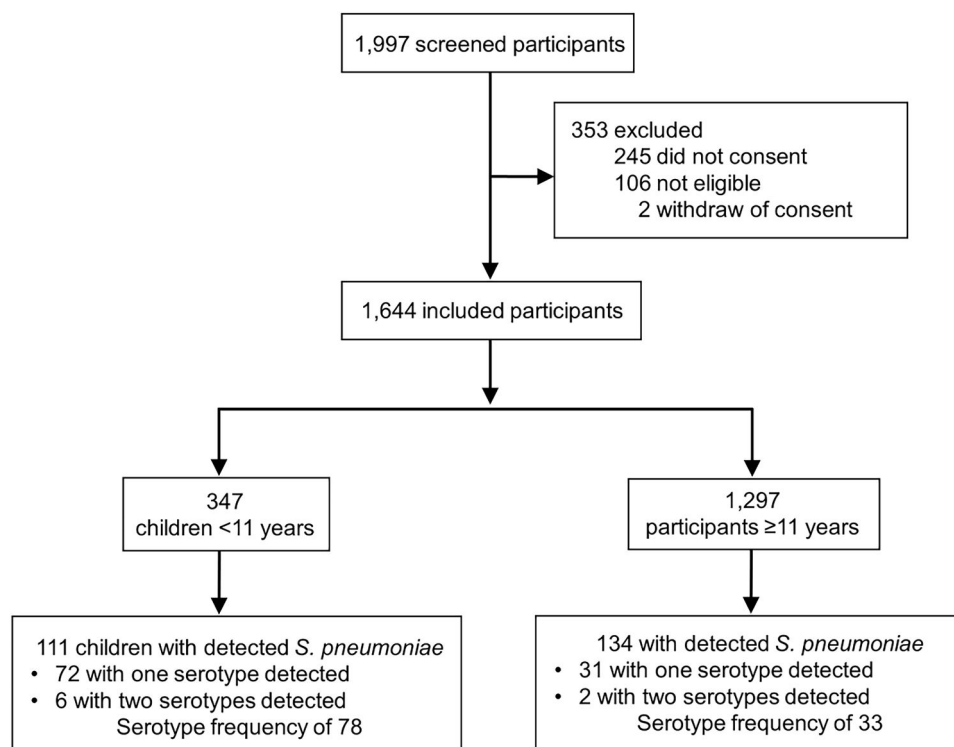 1,997 screened participants
353 excluded
245 did not consent
106 not eligible
2 withdraw of consent
1,644 included participants
347
children <11 years
1,297
participants ≥11 years
111 children with detected S. pneumoniae
• 72 with one serotype detected
• 6 with two serotypes detected
Serotype frequency of 78
134 with detected S. pneumoniae
• 31 with one serotype detected
• 2 with two serotypes detected
Serotype frequency of 33